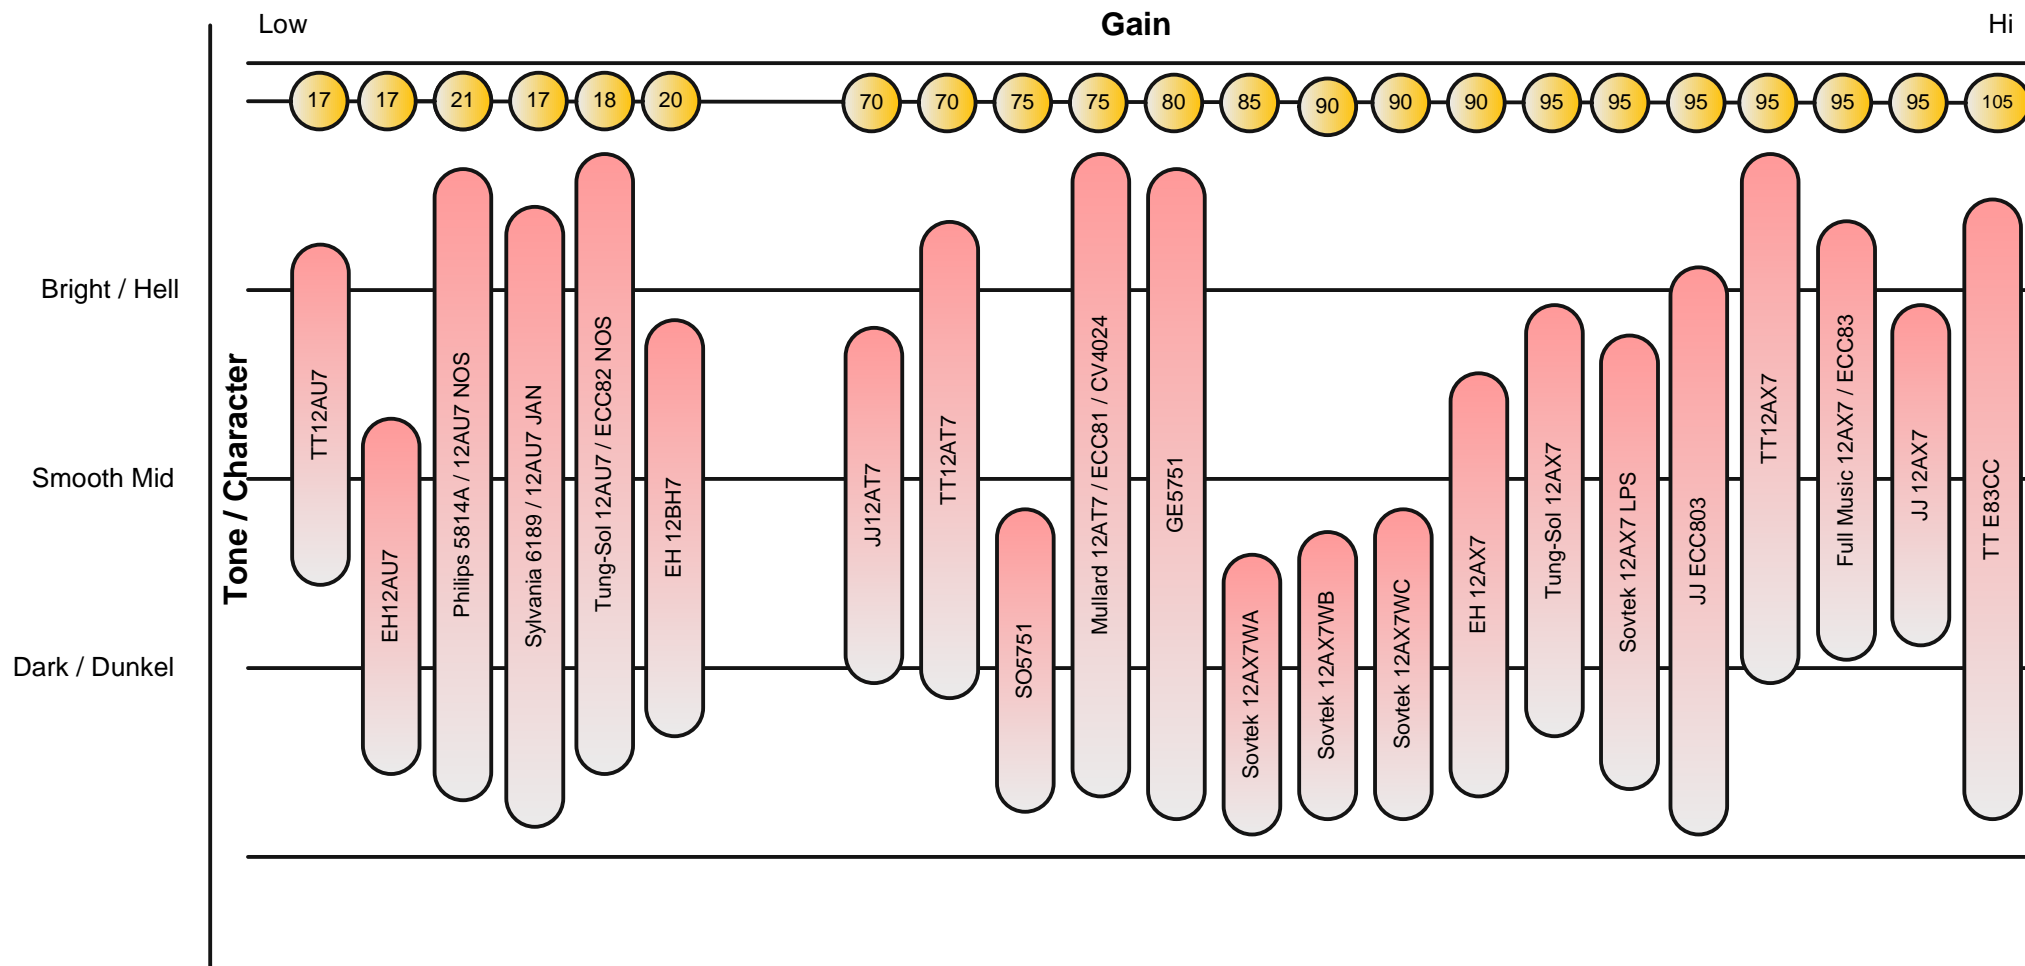 Low
Gain
Hi
17
17
21
17
18
20
70
70
75
75
80
85
90
90
90
95
95
95
95
95
95
105
Bright / Hell
Smooth Mid
Dark / Dunkel
Tone / Character
TT12AU7
EH12AU7
Philips 5814A / 12AU7 NOS
Sylvania 6189 / 12AU7 JAN
Tung-Sol 12AU7 / ECC82 NOS
EH 12BH7
JJ12AT7
TT12AT7
SO5751
Mullard 12AT7 / ECC81 / CV4024
GE5751
Sovtek 12AX7WA
Sovtek 12AX7WB
Sovtek 12AX7WC
EH 12AX7
Tung-Sol 12AX7
Sovtek 12AX7 LPS
JJ ECC803
TT12AX7
Full Music 12AX7 / ECC83
JJ 12AX7
TT E83CC